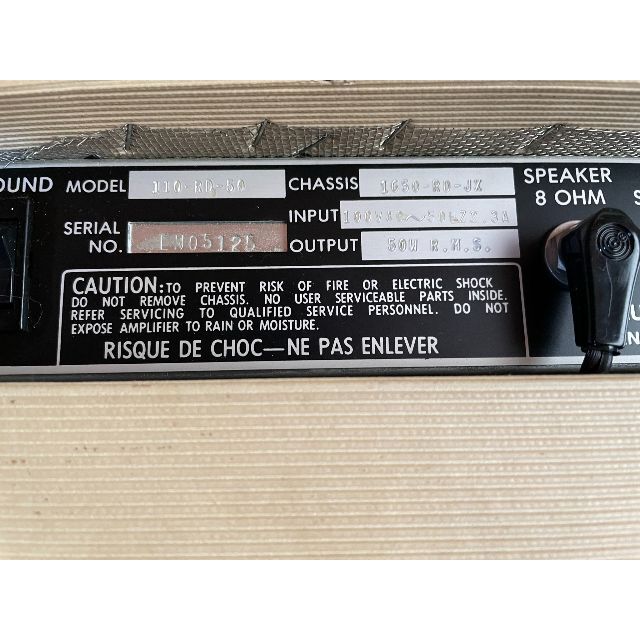 OUND MODEL 110-RD-50 CHASSIS 1650-RD-JX SPEAKER
8 OHM S
SERIAL NO. INPUT
OUTPUT 50W R.M.S.
CAUTION: TO PREVENT RISK OF FIRE OR ELECTRIC SHOCK
DO NOT REMOVE CHASSIS. NO USER SERVICEABLE PARTS INSIDE.
REFER SERVICING TO QUALIFIED SERVICE PERSONNEL. DO NOT
EXPOSE AMPLIFIER TO RAIN OR MOISTURE.
RISQUE DE CHOC—NE PAS ENLEVER